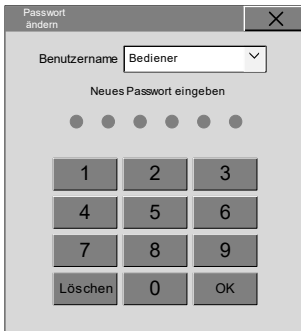 Passwort
ändern
Benutzername Bediener
Neues Passwort eingeben
1 2 3
4 5 6
7 8 9
Löschen 0 OK